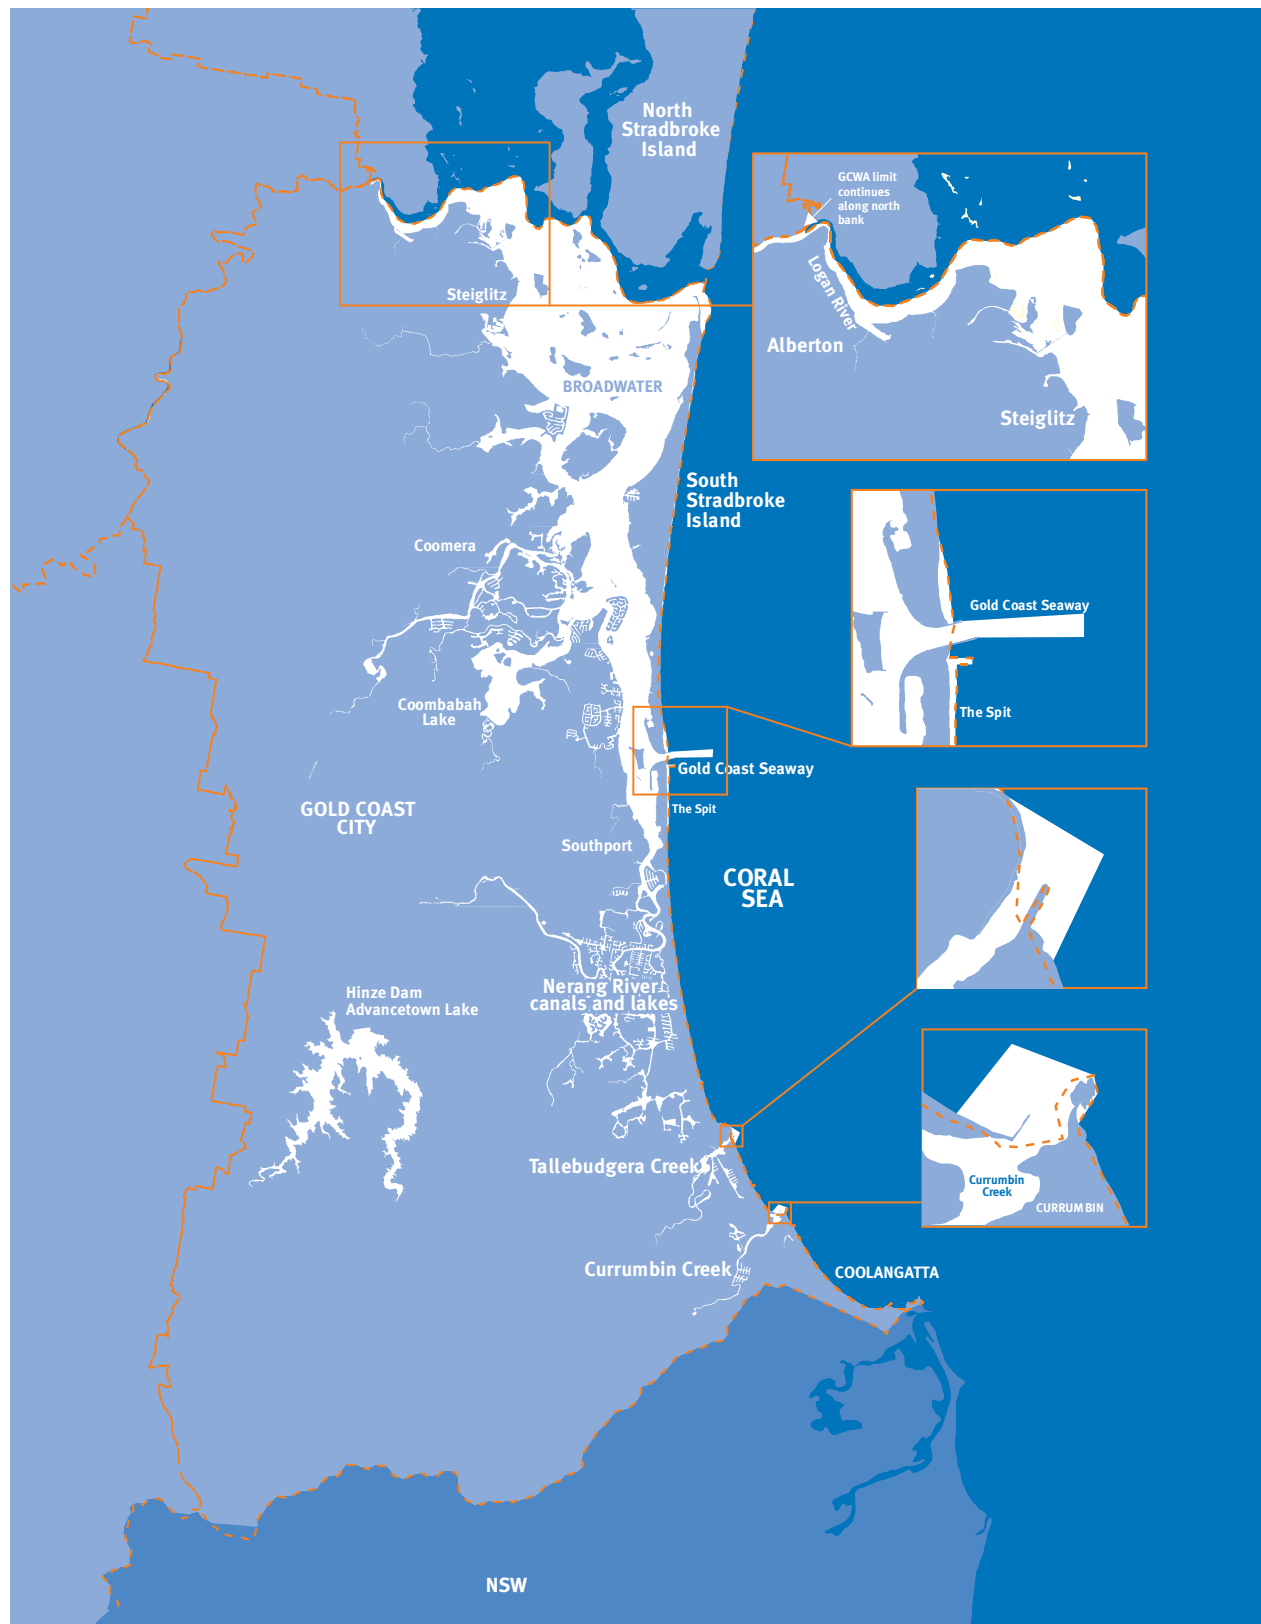 North
Stradbroke
Island
GCWA limit
continues
along north
bank
Logan River
Alberton
Steiglitz
Steiglitz
BROADWATER
South
Stradbroke
Island
Coomera
Gold Coast Seaway
The Spit
Coombabah
Lake
Gold Coast Seaway
The Spit
GOLD COAST
CITY
Southport
CORAL
SEA
Nerang River
canals and lakes
Hinze Dam
Advancetown Lake
Tallebudgera Creek
Currumbin
Creek
CURRUMBIN
Currumbin Creek
COOLANGATTA
NSW